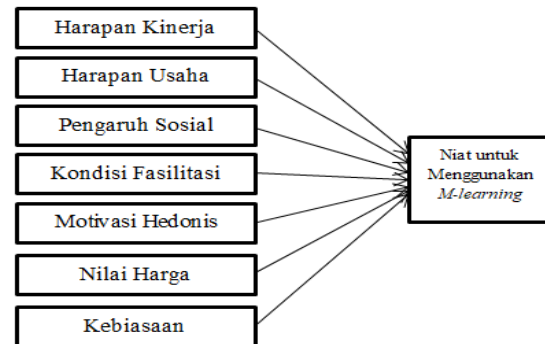 Harapan Kinerja
Harapan Usaha
Pengaruh Sosial
Kondisi Fasilitasi
Motivasi Hedonis
Nilai Harga
Kebiasaan
Niat untuk
Menggunakan
M-learning